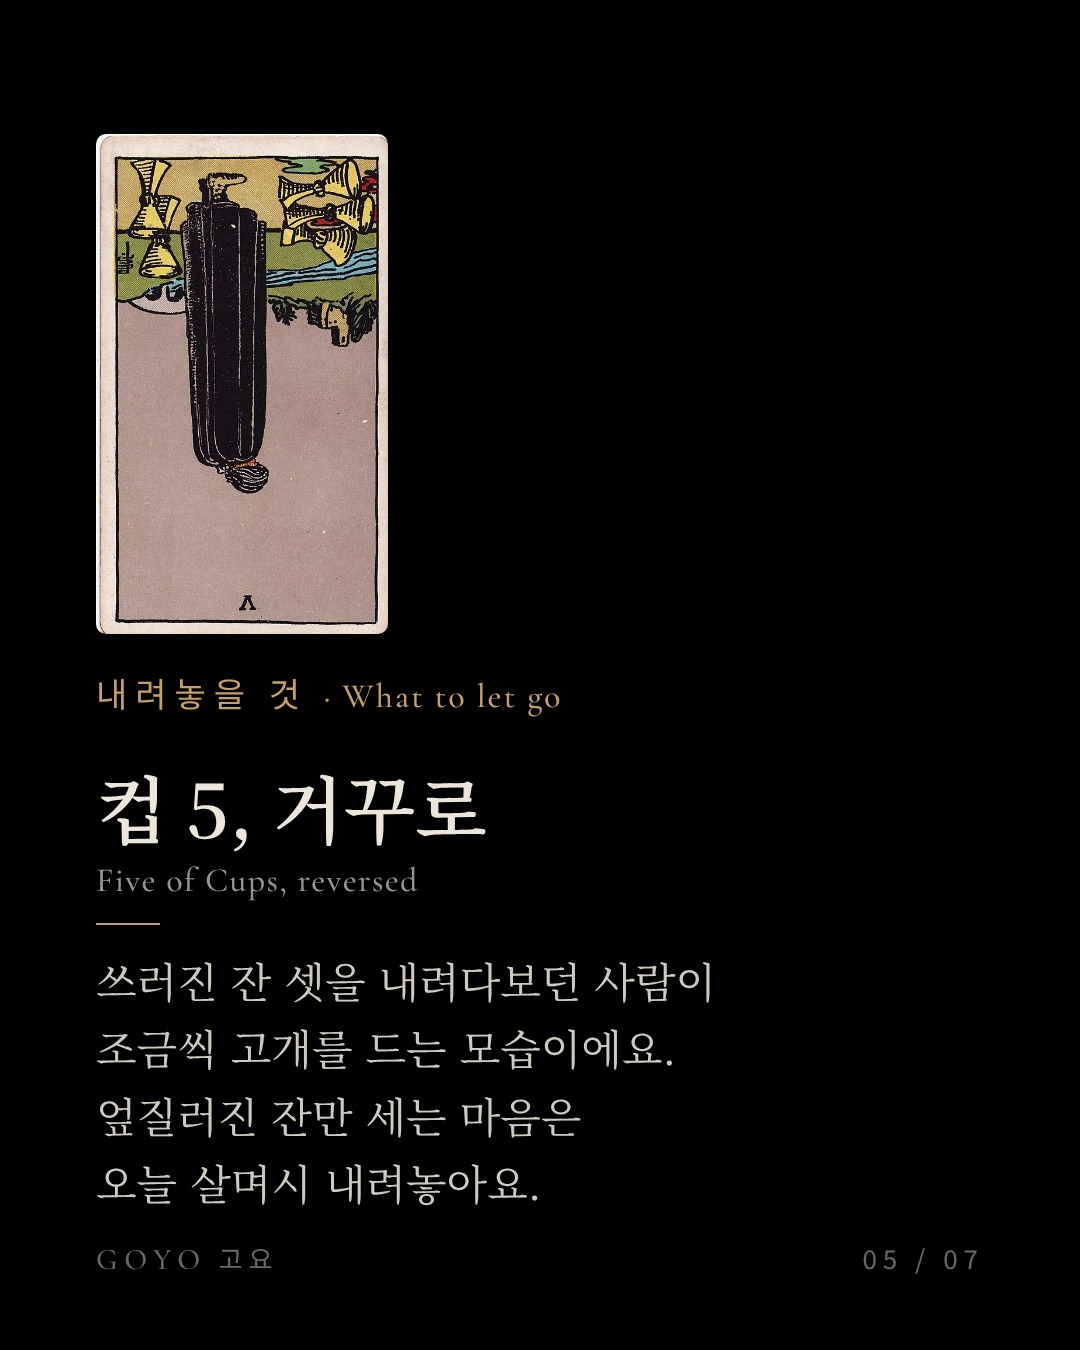 V
내려놓을 것 · What to let go
컵 5, 거꾸로
Five of Cups, reversed
쓰러진 잔 셋을 내려다보던 사람이
조금씩 고개를 드는 모습이에요.
엎질러진 잔만 세는 마음은
오늘 살며시 내려놓아요.
GOYO 고요
05 / 07